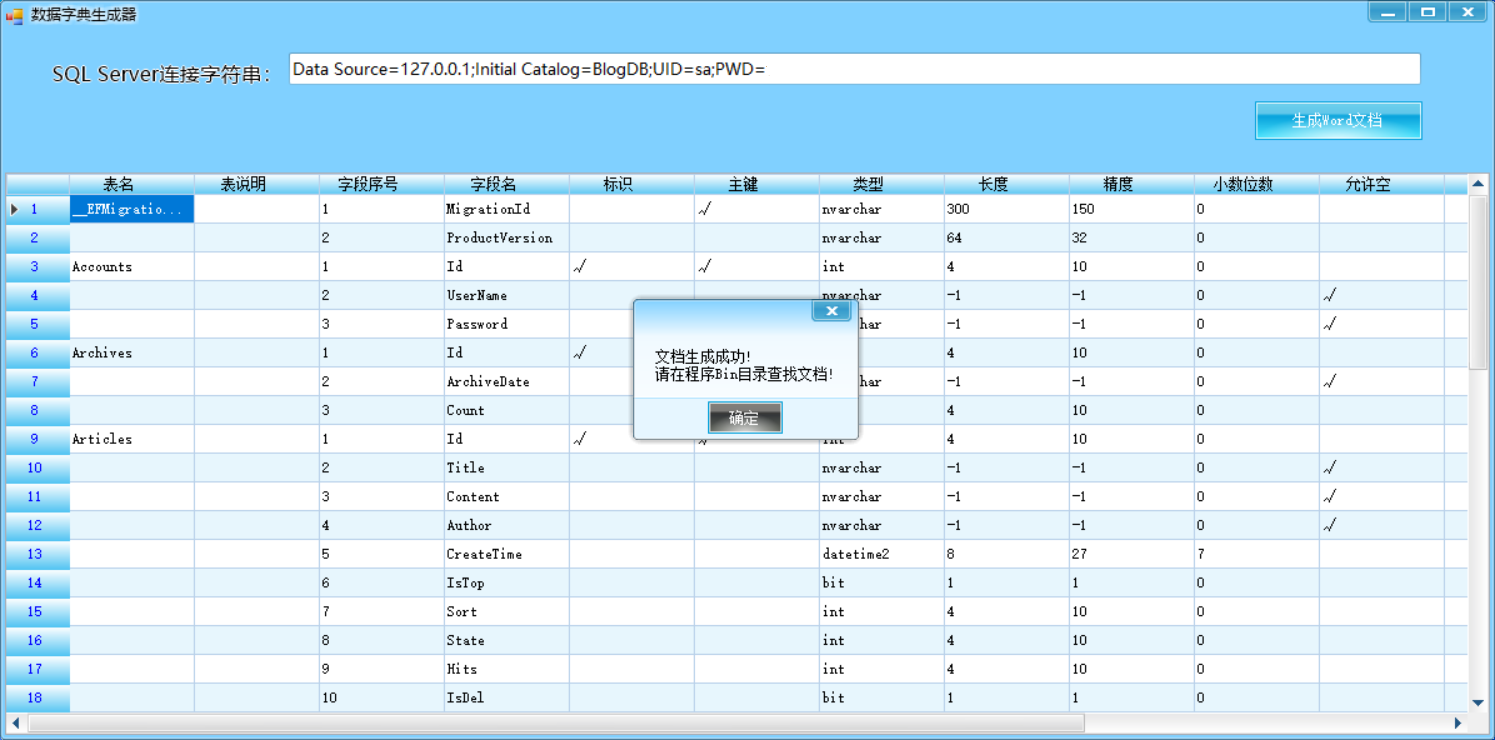 数据字典生成器
SQL Server连接字符串: Data Source=127.0.0.1;Initial Catalog=BlogDB;UID=sa;PWD=
生成Word文档
表名 表说明 字段序号 字段名 标识 主键 类型 长度 精度 小数位数 允许空
1 __EFMigratio... 1 MigrationId √ nvarchar 300 150 0
2 2 ProductVersion nvarchar 64 32 0
3 Accounts 1 Id √ √ int 4 10 0
4 2 UserName nvarchar -1 -1 0 √
5 3 Password -1 -1 0 √
6 Archives 1 Id √ 4 10 0
7 2 ArchiveDate -1 -1 0 √
8 3 Count 4 10 0
9 Articles 1 Id √ √ int 4 10 0
10 2 Title nvarchar -1 -1 0 √
11 3 Content nvarchar -1 -1 0 √
12 4 Author nvarchar -1 -1 0 √
13 5 CreateTime datetime2 8 27 7
14 6 IsTop bit 1 1 0
15 7 Sort int 4 10 0
16 8 State int 4 10 0
17 9 Hits int 4 10 0
18 10 IsDel bit 1 1 0
文档生成成功!
请在程序Bin目录查找文档!
确定